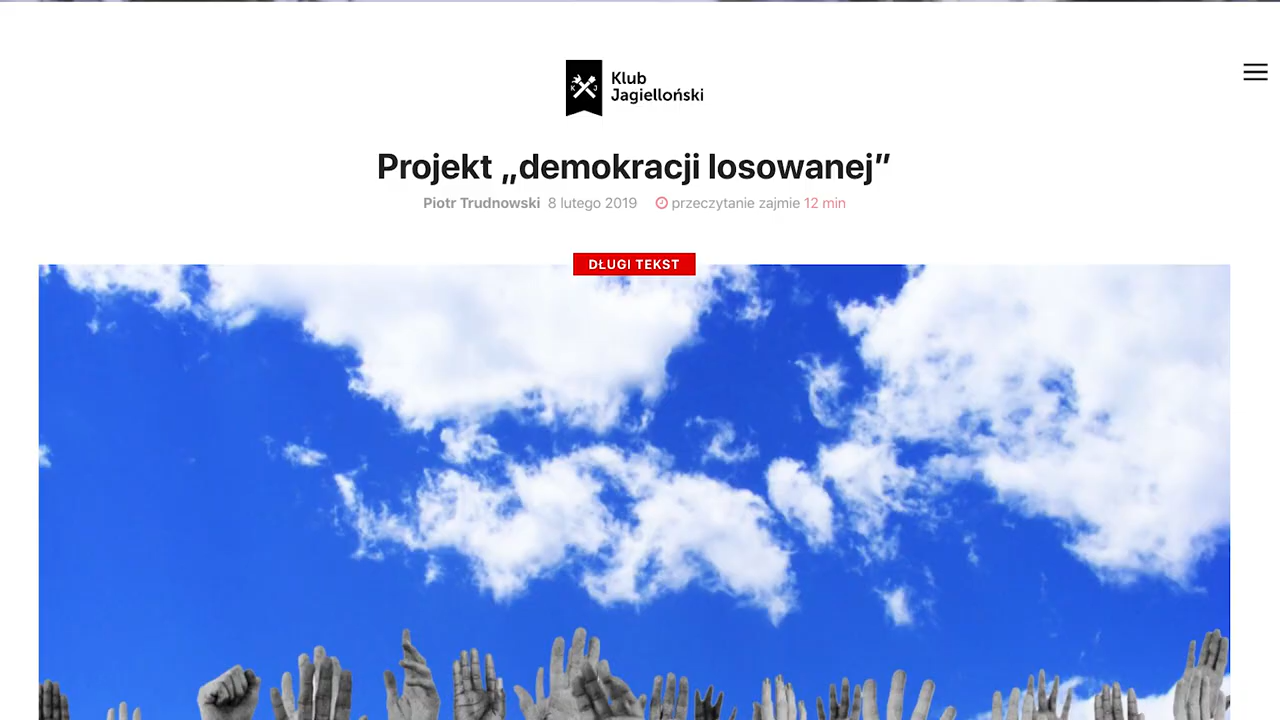 K J
Klub
Jagielloński
Projekt „demokracji losowanej”
Piotr Trudnowski 8 lutego 2019 przeczytanie zajmie 12 min
DŁUGI TEKST